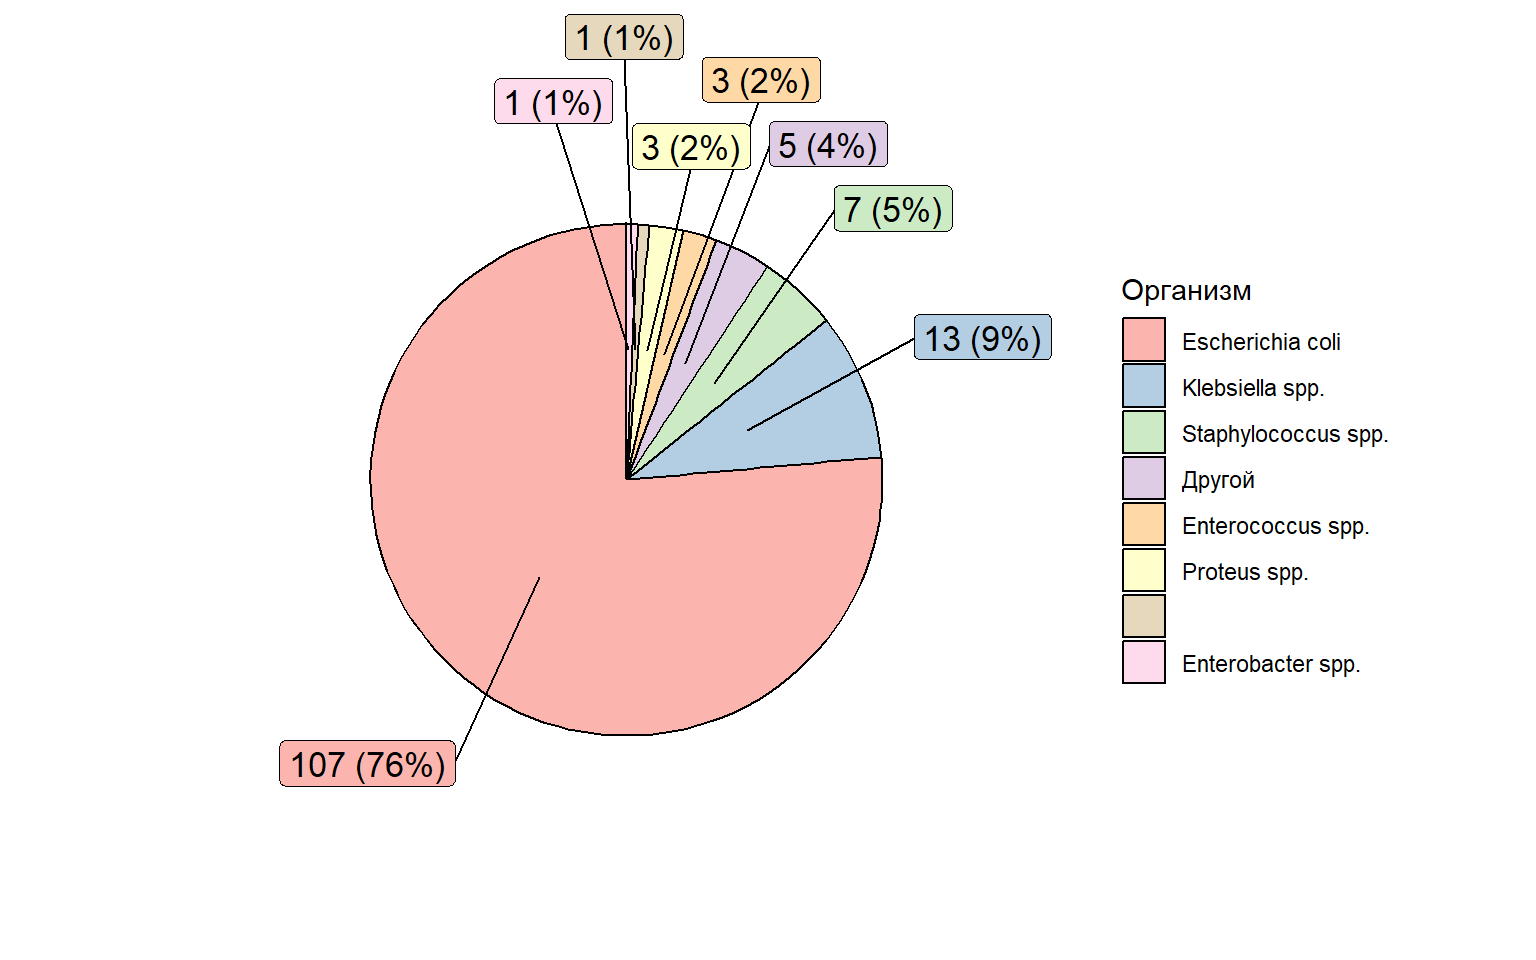 1 (1%)
3 (2%)
1 (1%)
3 (2%)
5 (4%)
7 (5%)
13 (9%)
107 (76%)
Организм
Escherichia coli
Klebsiella spp.
Staphylococcus spp.
Другой
Enterococcus spp.
Proteus spp.
Enterobacter spp.